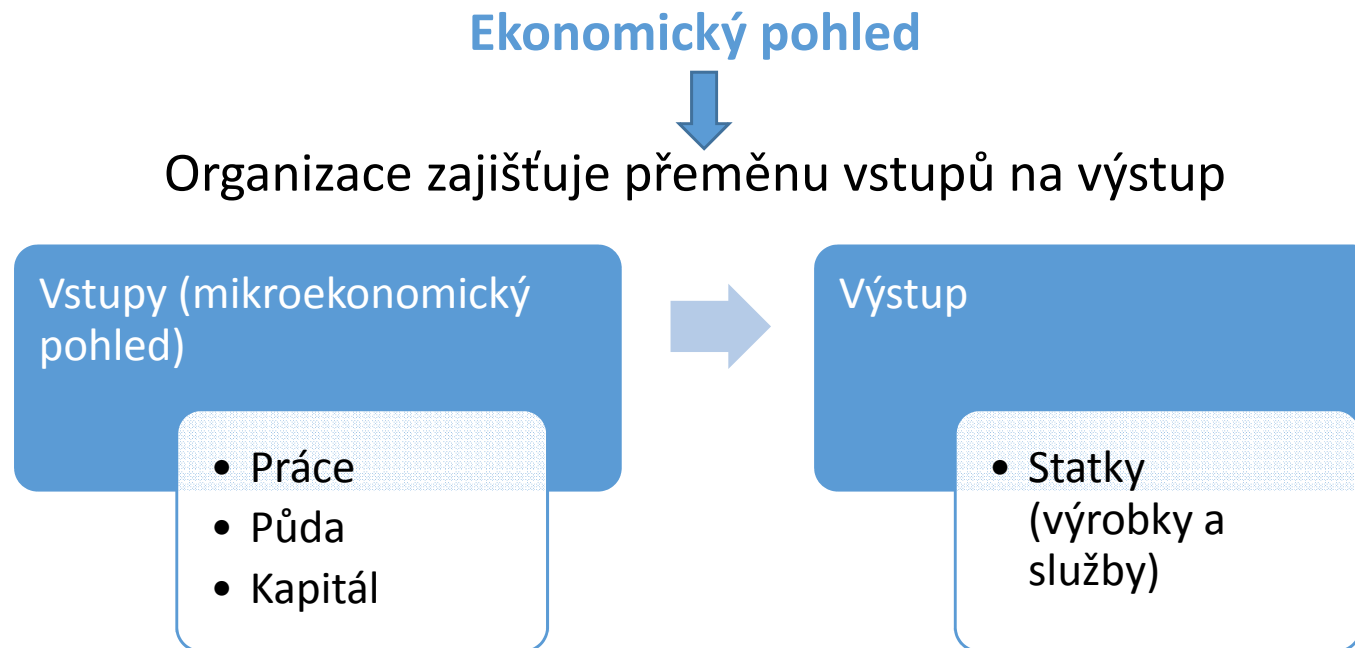 Ekonomický pohled
Organizace zajišťuje přeměnu vstupů na výstup
Vstupy (mikroekonomický
pohled)
• Práce
• Půda
• Kapitál
Výstup
• Statky
(výrobky a
služby)